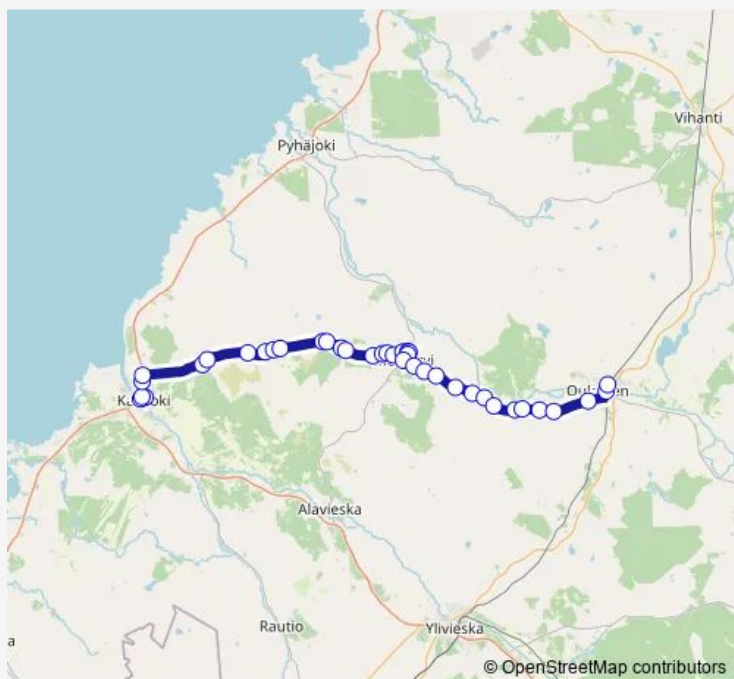 Vihanti
Pyhäjoki
Alavieska
Rautio
Ylivieska
a
© OpenStreetMap contributors